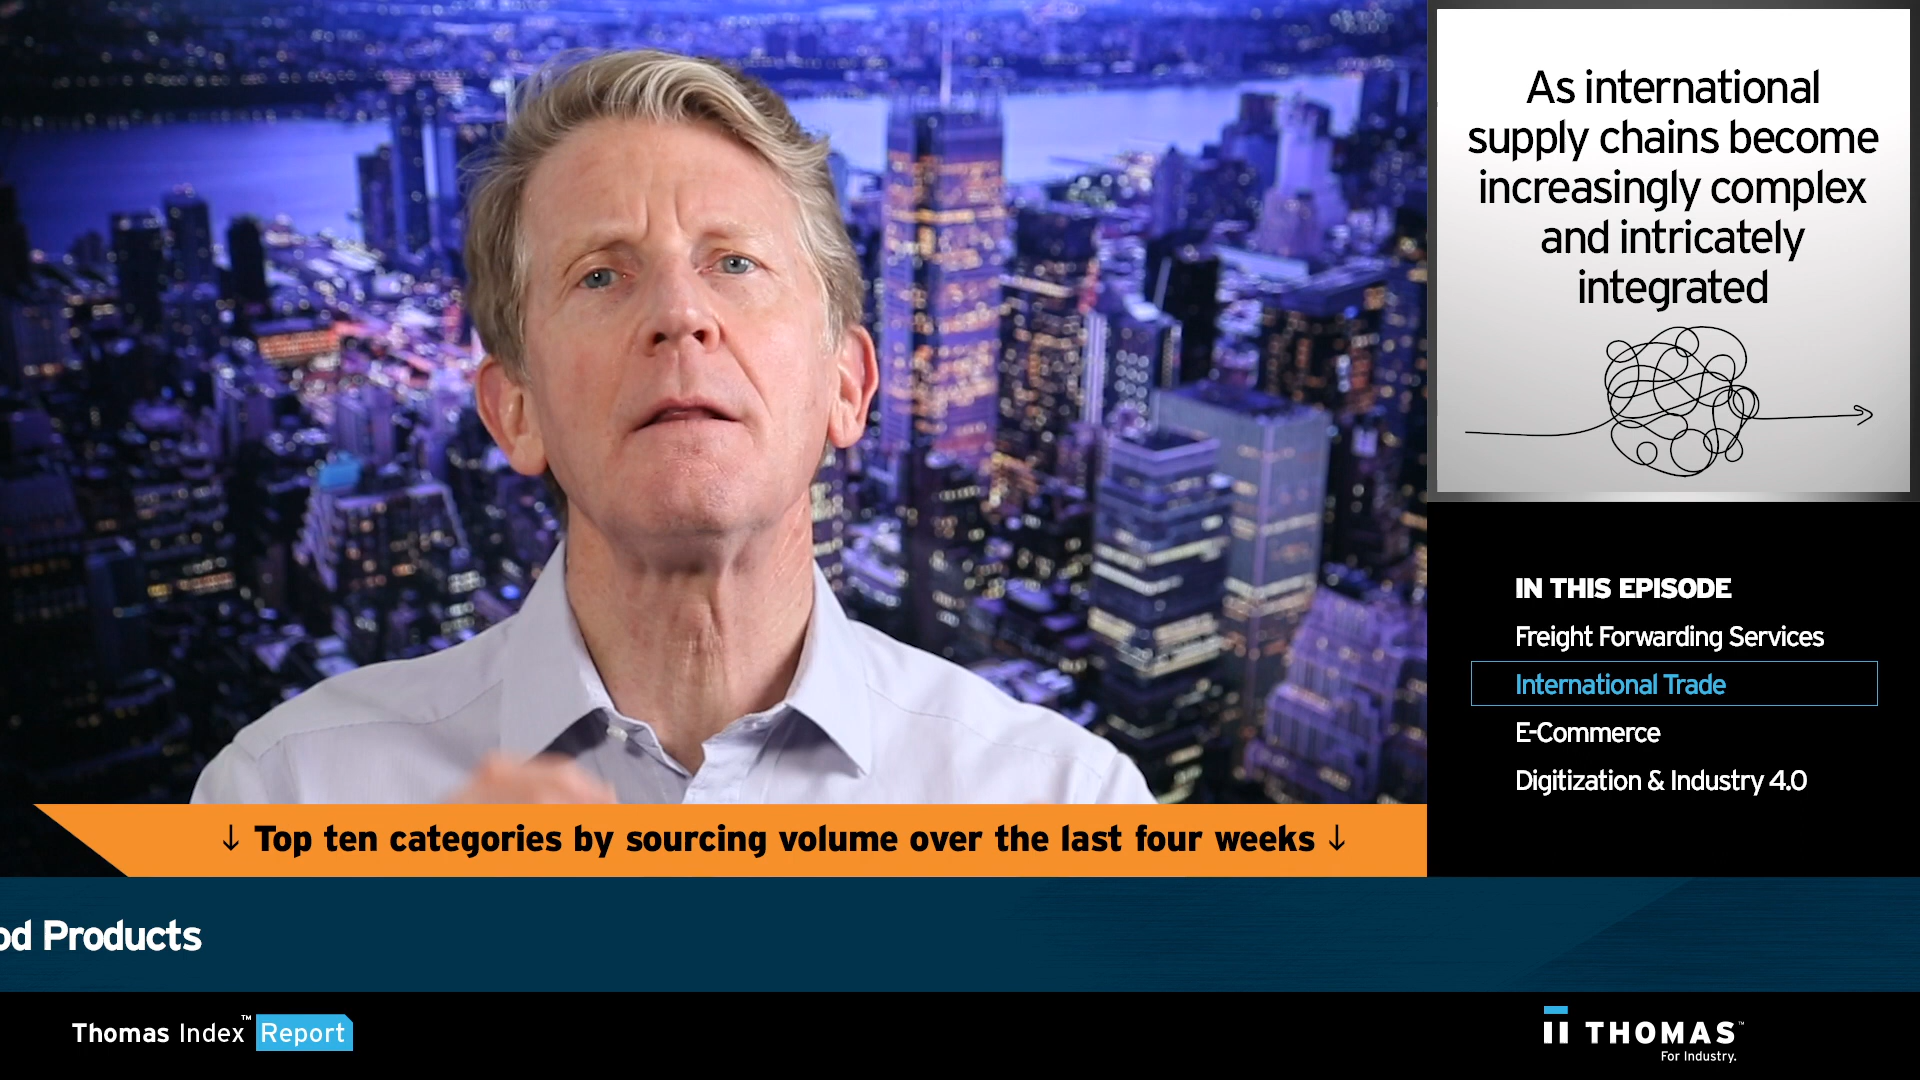 As international
supply chains become
increasingly complex
and intricately
integrated
IN THIS EPISODE
Freight Forwarding Services
International Trade
E-Commerce
Digitization & Industry 4.0
↓ Top ten categories by sourcing volume over the last four weeks ↓
od Products
Thomas Index™ Report
THOMAS™
For Industry.